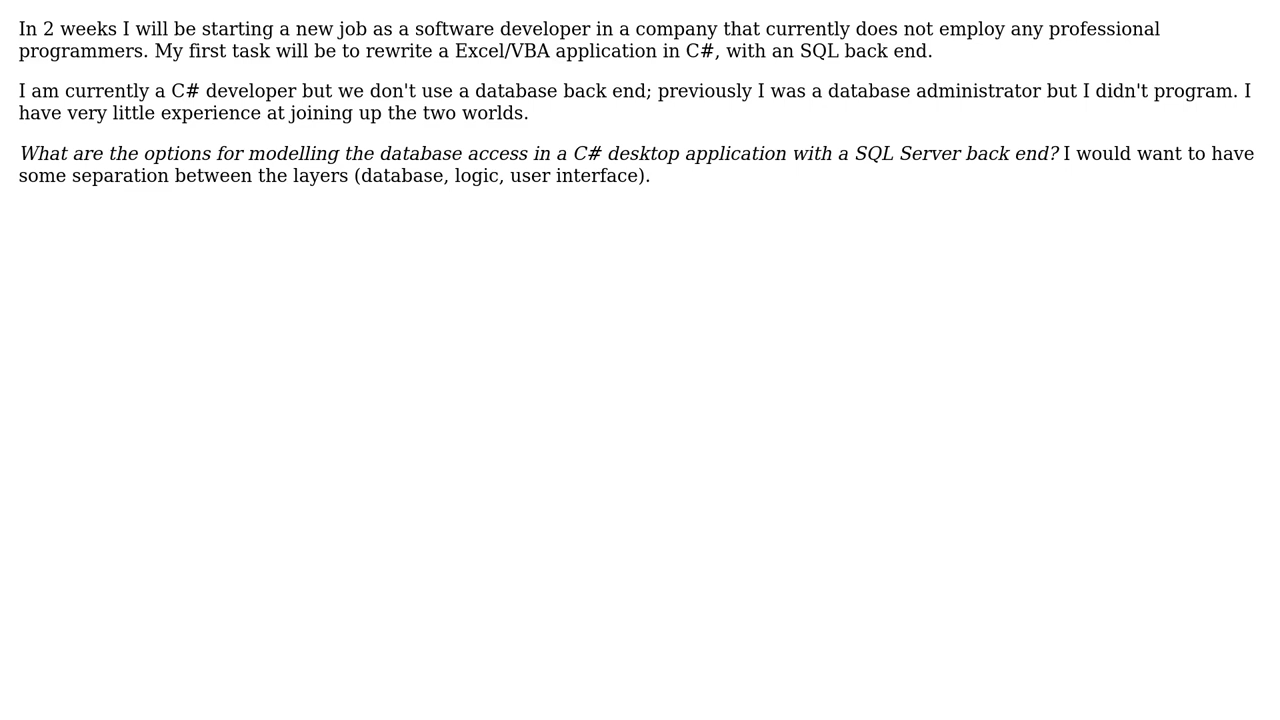 In 2 weeks I will be starting a new job as a software developer in a company that currently does not employ any professional
programmers. My first task will be to rewrite a Excel/VBA application in C#, with an SQL back end.
I am currently a C# developer but we don't use a database back end; previously I was a database administrator but I didn't program. I
have very little experience at joining up the two worlds.
What are the options for modelling the database access in a C# desktop application with a SQL Server back end? I would want to have
some separation between the layers (database, logic, user interface).